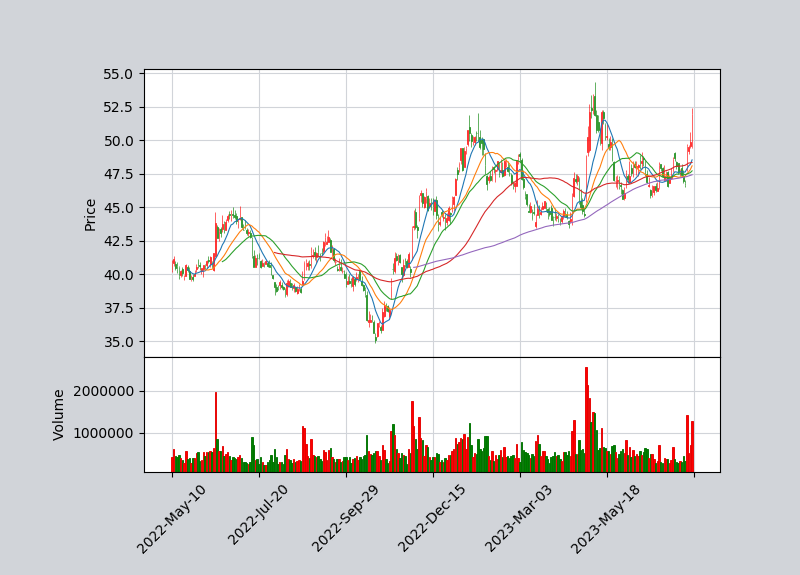 55.0
52.5
50.0
47.5
45.0
42.5
40.0
37.5
35.0
Price
2000000
1000000
Volume
2022-May-10
2022-Jul-20
2022-Sep-29
2022-Dec-15
2023-Mar-03
2023-May-18